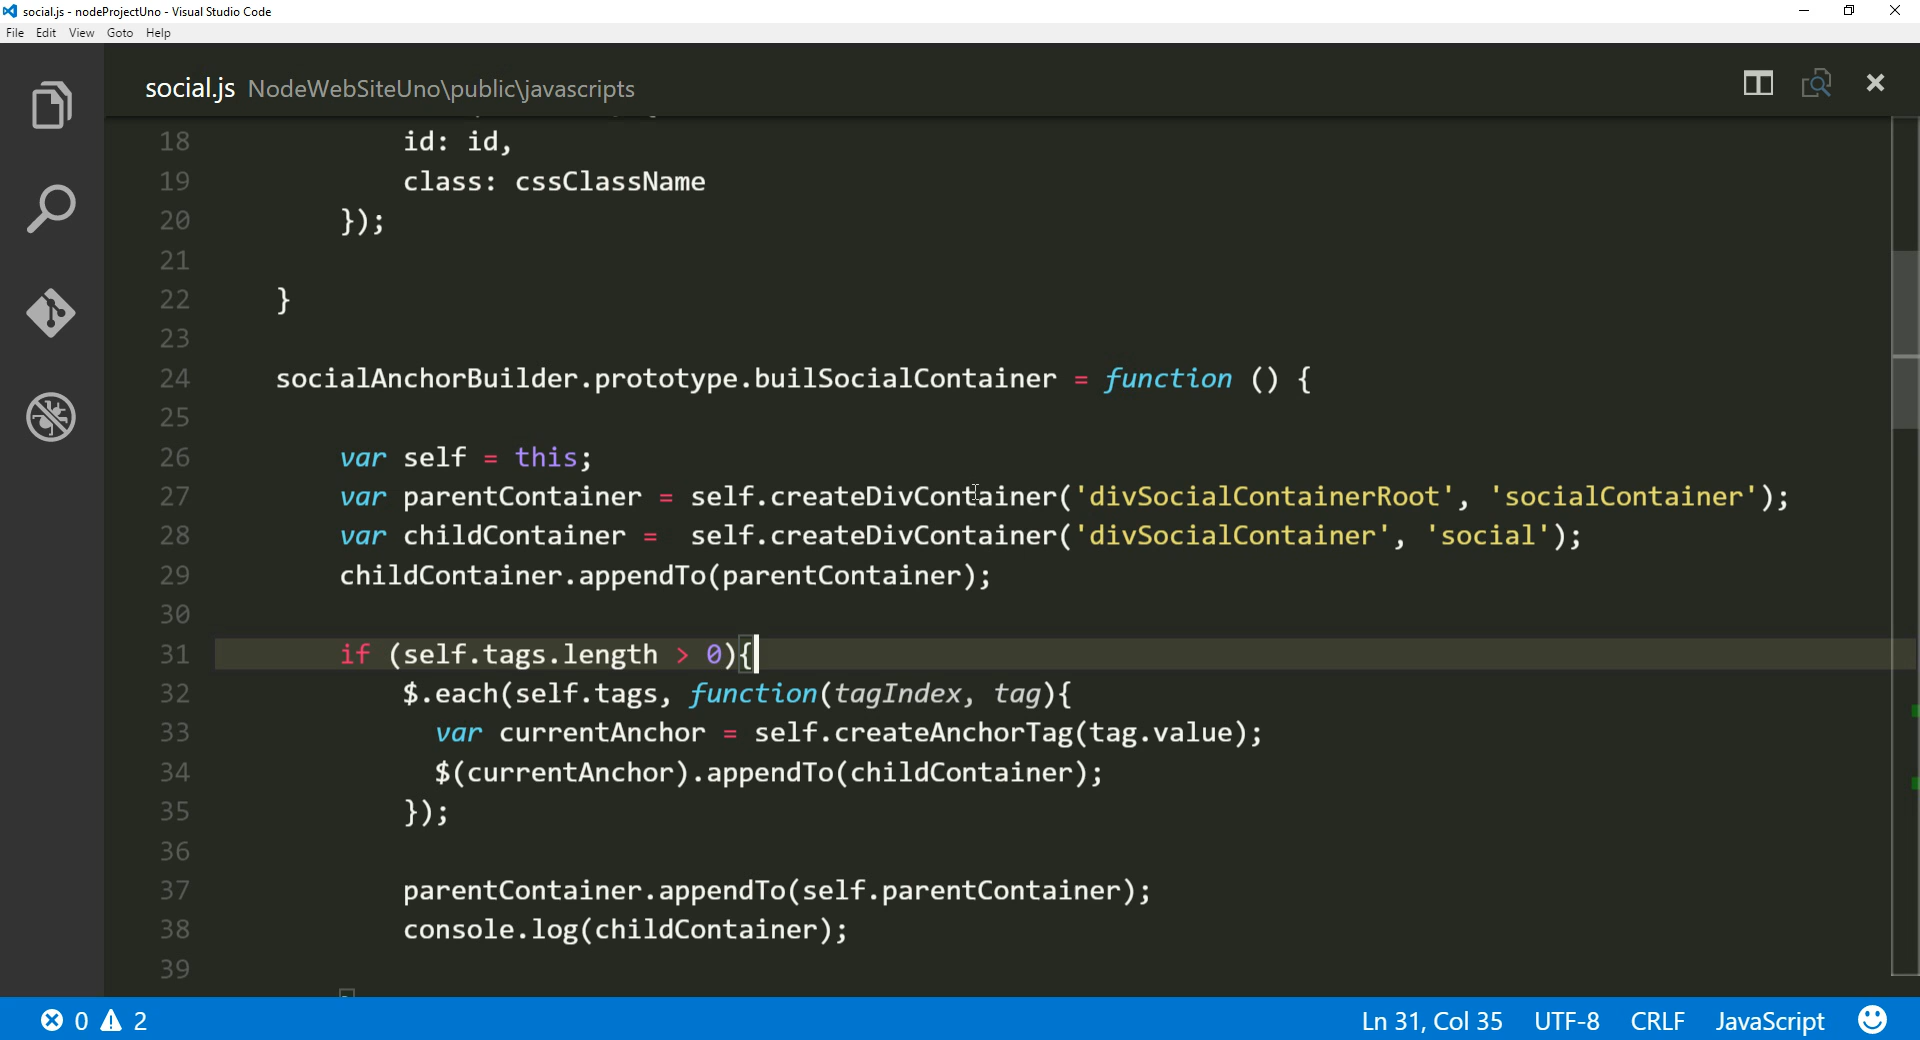 social.js - nodeProjectUno - Visual Studio Code
File Edit View Goto Help
social.js NodeWebSiteUno\public\javascripts
18 id: id,
19 class: cssClassName
20 });
21
22 }
23
24 socialAnchorBuilder.prototype.builSocialContainer = function () {
25
26 var self = this;
27 var parentContainer = self.createDivContainer('divSocialContainerRoot', 'socialContainer');
28 var childContainer =  self.createDivContainer('divSocialContainer', 'social');
29 childContainer.appendTo(parentContainer);
30
31 if (self.tags.length > 0){
32 $.each(self.tags, function(tagIndex, tag){
33 var currentAnchor = self.createAnchorTag(tag.value);
34 $(currentAnchor).appendTo(childContainer);
35 });
36
37 parentContainer.appendTo(self.parentContainer);
38 console.log(childContainer);
39
0 2 Ln 31, Col 35 UTF-8 CRLF JavaScript